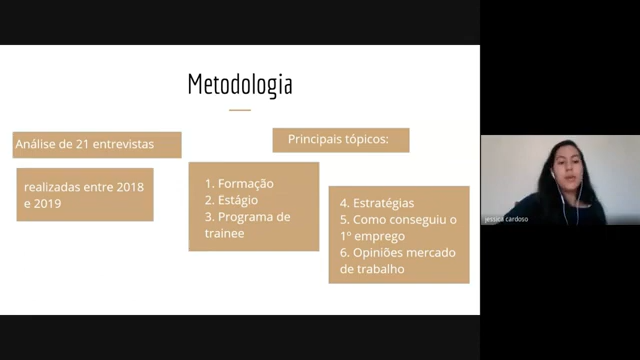 Metodologia
Análise de 21 entrevistas
realizadas entre 2018
e 2019
Principais tópicos:
1. Formação
2. Estágio
3. Programa de
trainee
4. Estratégias
5. Como conseguiu o
1º emprego
6. Opiniões mercado
de trabalho
jessica cardoso